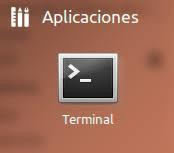 Aplicaciones
>_
Terminal